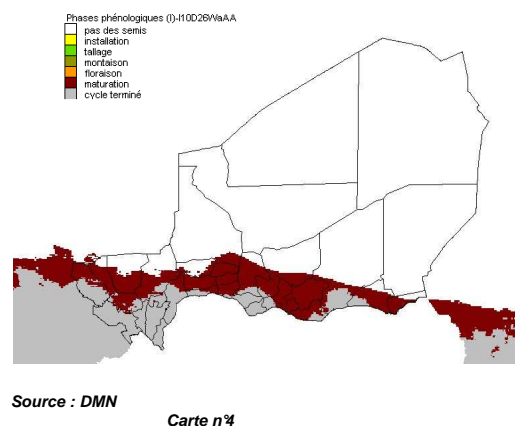 Phases phénologiques (I)-I10D26WaAA
pas des semis
installation
tallage
montaison
floraison
maturation
cycle terminé
Source : DMN
Carte n°4